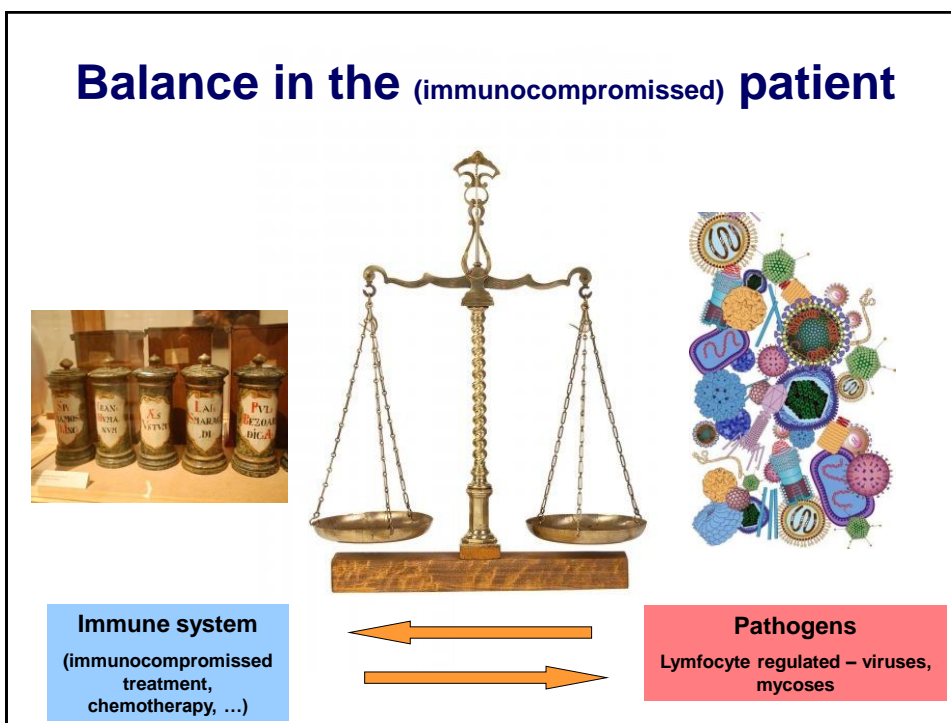 Balance in the (immunocompromissed) patient
Immune system
(immunocompromissed
treatment,
chemotherapy, ...)
Pathogens
Lymfocyte regulated – viruses,
mycoses